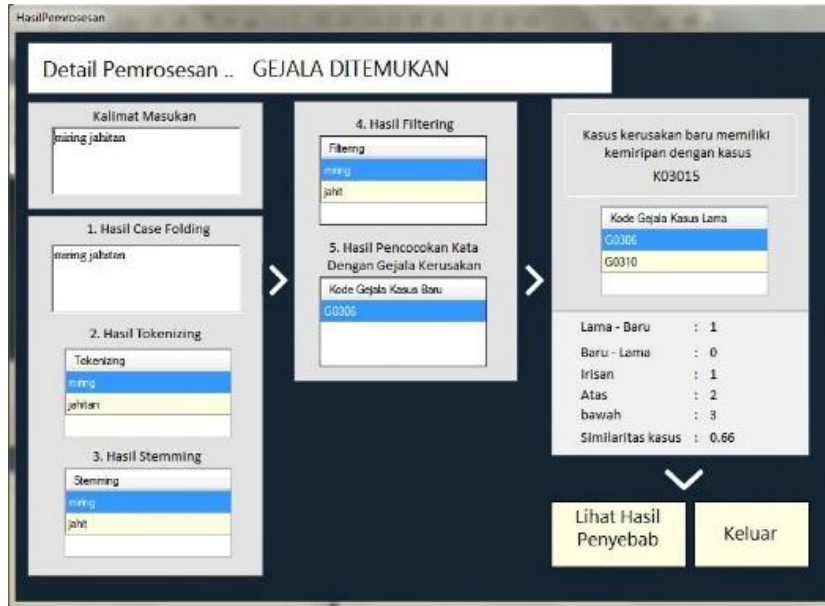 HasilPemrosesan
Detail Pemrosesan .. GEJALA DITEMUKAN
Kalimat Masukan
miring jahitan
1. Hasil Case Folding
miring jahitan
2. Hasil Tokenizing
Tokenizing
miring
jahitan
3. Hasil Stemming
Stemming
miring
jahit
4. Hasil Filtering
Filtering
miring
jahit
5. Hasil Pencocokan Kata
Dengan Gejala Kerusakan
Kode Gejala Kasus Baru
G0306
Kasus kerusakan baru memiliki
kemiripan dengan kasus
K03015
Kode Gejala Kasus Lama
G0306
G0310
Lama - Baru : 1
Baru - Lama : 0
Irisan : 1
Atas : 2
bawah : 3
Similaritas kasus : 0.66
Lihat Hasil
Penyebab
Keluar